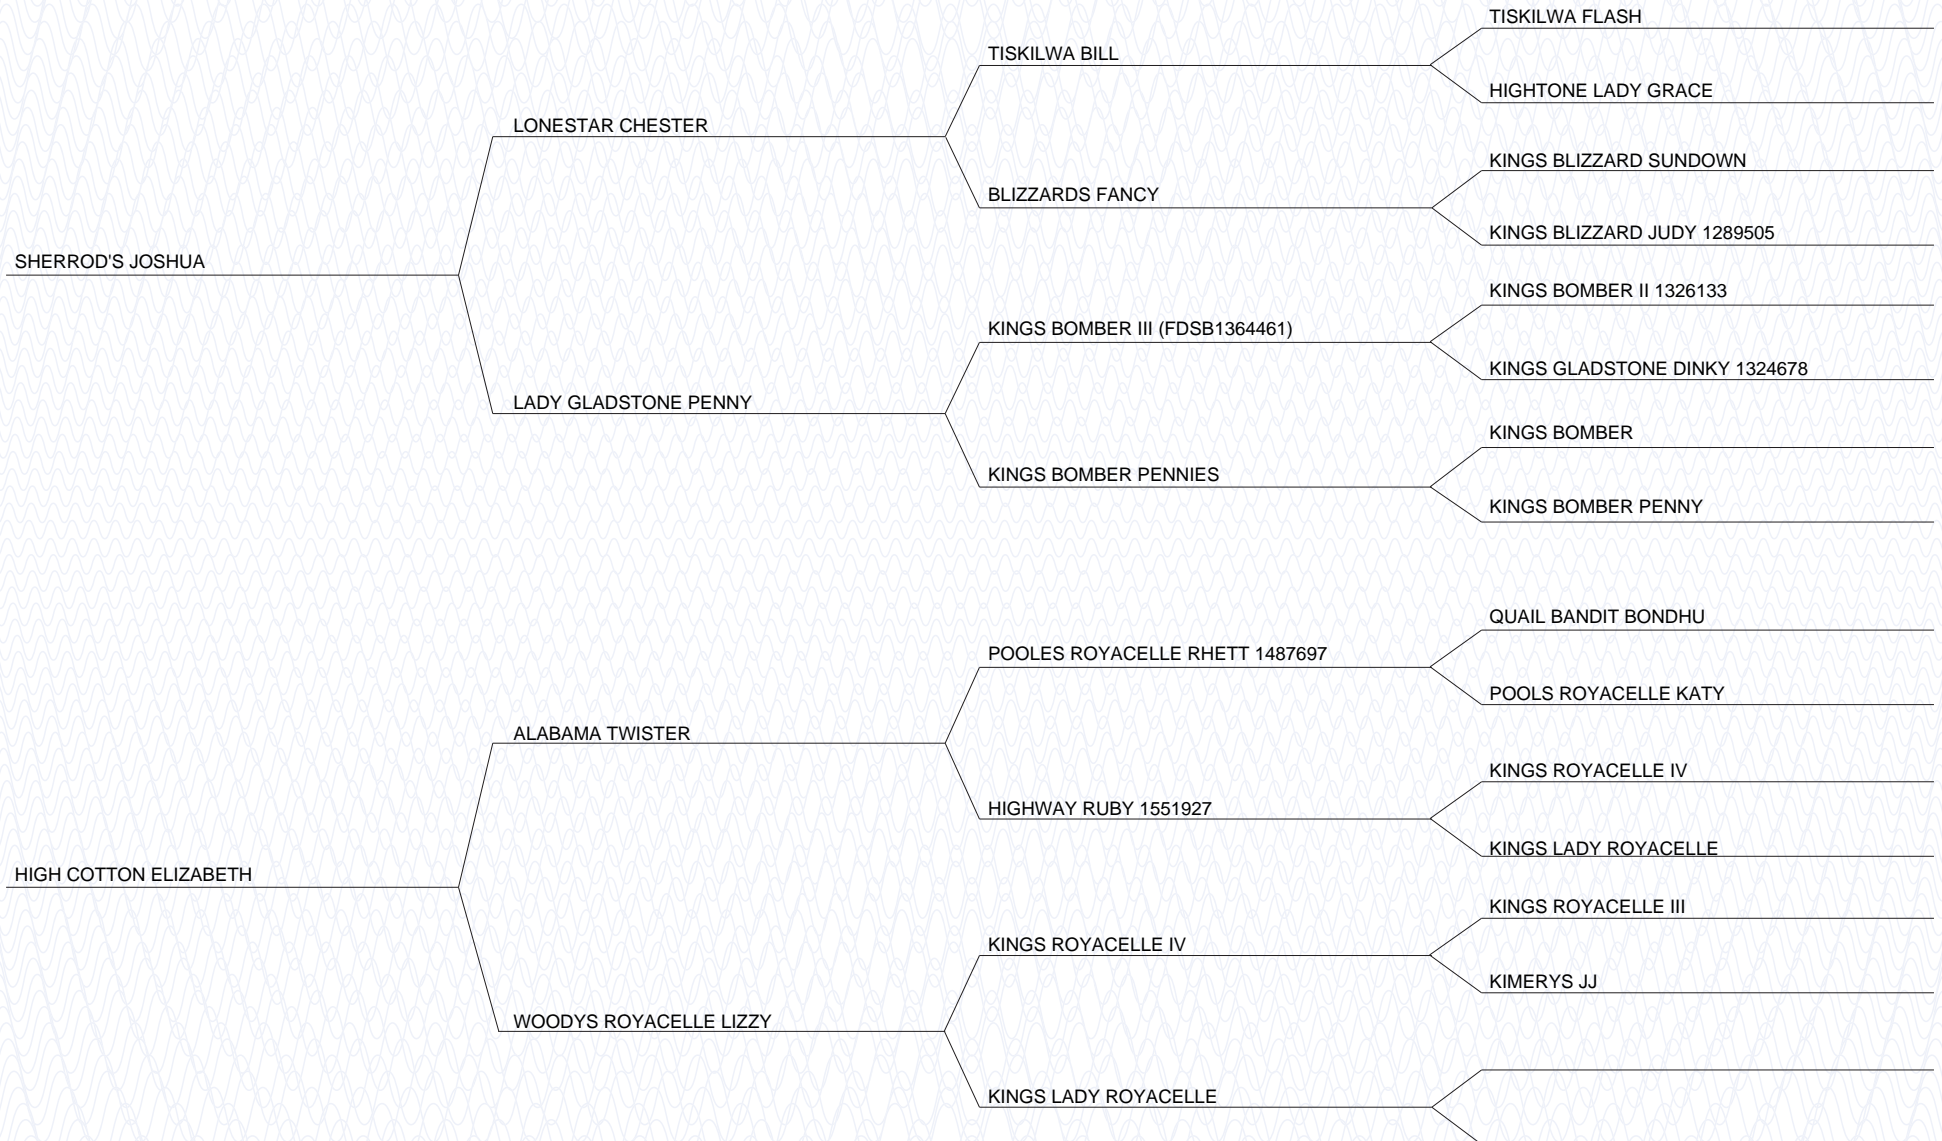 TISKILWA FLASH
TISKILWA BILL
HIGHTONE LADY GRACE
LONESTAR CHESTER
KINGS BLIZZARD SUNDOWN
BLIZZARDS FANCY
KINGS BLIZZARD JUDY 1289505
SHERROD'S JOSHUA
KINGS BOMBER II 1326133
KINGS BOMBER III (FDSB1364461)
KINGS GLADSTONE DINKY 1324678
LADY GLADSTONE PENNY
KINGS BOMBER
KINGS BOMBER PENNIES
KINGS BOMBER PENNY
QUAIL BANDIT BONDHU
POOLES ROYACELLE RHETT 1487697
POOLS ROYACELLE KATY
ALABAMA TWISTER
KINGS ROYACELLE IV
HIGHWAY RUBY 1551927
KINGS LADY ROYACELLE
HIGH COTTON ELIZABETH
KINGS ROYACELLE III
KINGS ROYACELLE IV
KIMERYS JJ
WOODYS ROYACELLE LIZZY
KINGS LADY ROYACELLE